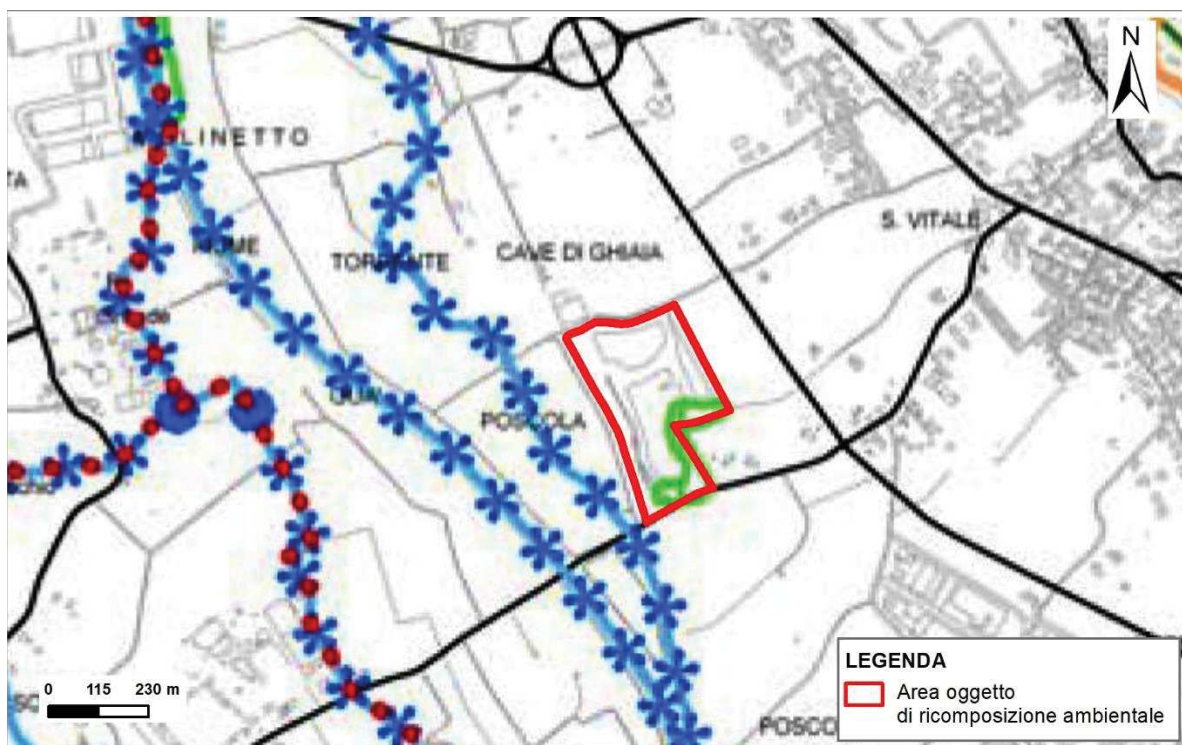 N
LINETTO
S. VITALE
CAVE DI GHIAIA
TORRENTE
POSCOLA
LEGENDA
Area oggetto
di ricomposizione ambientale
0 115 230 m
POSCO